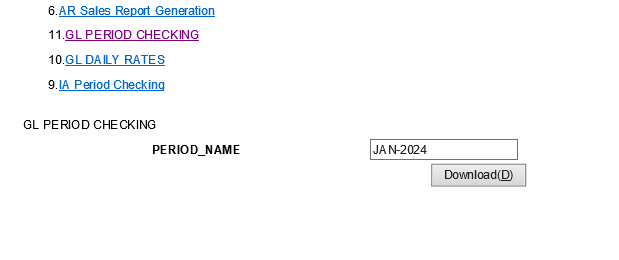 6.AR Sales Report Generation
11.GL PERIOD CHECKING
10.GL DAILY RATES
9.IA Period Checking
GL PERIOD CHECKING
PERIOD_NAME JAN-2024
Download(D)